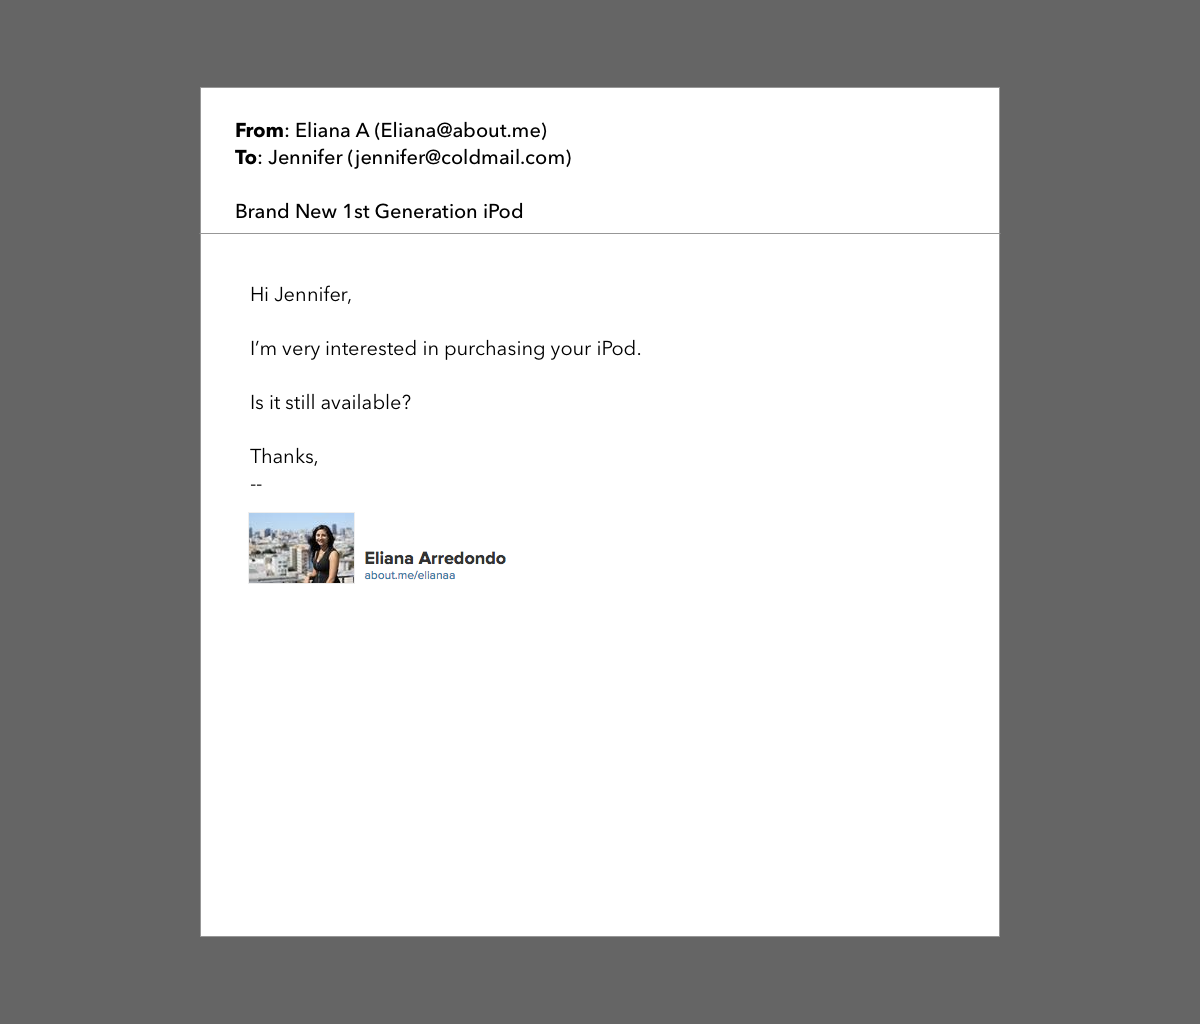 From: Eliana A (Eliana@about.me)
To: Jennifer (jennifer@coldmail.com)
Brand New 1st Generation iPod
Hi Jennifer,
I’m very interested in purchasing your iPod.
Is it still available?
Thanks,
--
Eliana Arredondo
about.me/elianaa